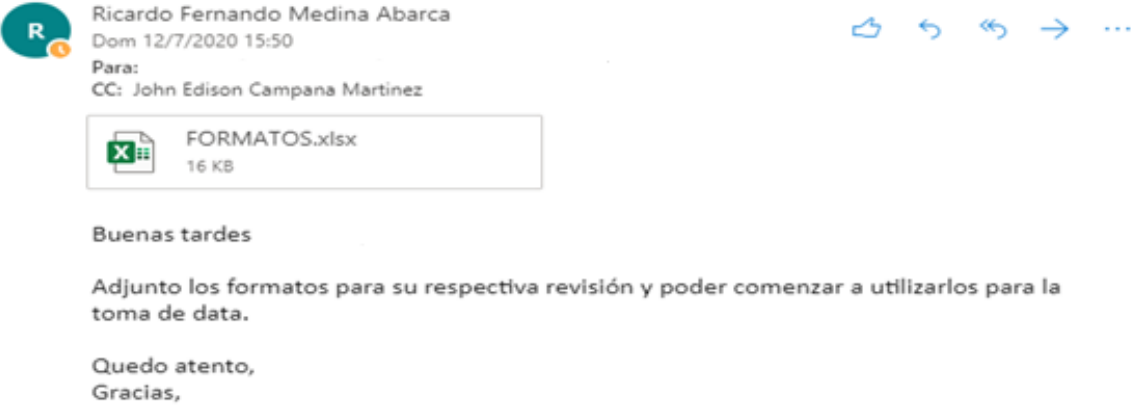 R
Ricardo Fernando Medina Abarca
Dom 12/7/2020 15:50
Para:
CC: John Edison Campana Martinez
FORMATOS.xlsx
16 KB
Buenas tardes
Adjunto los formatos para su respectiva revisión y poder comenzar a utilizarlos para la
toma de data.
Quedo atento,
Gracias,